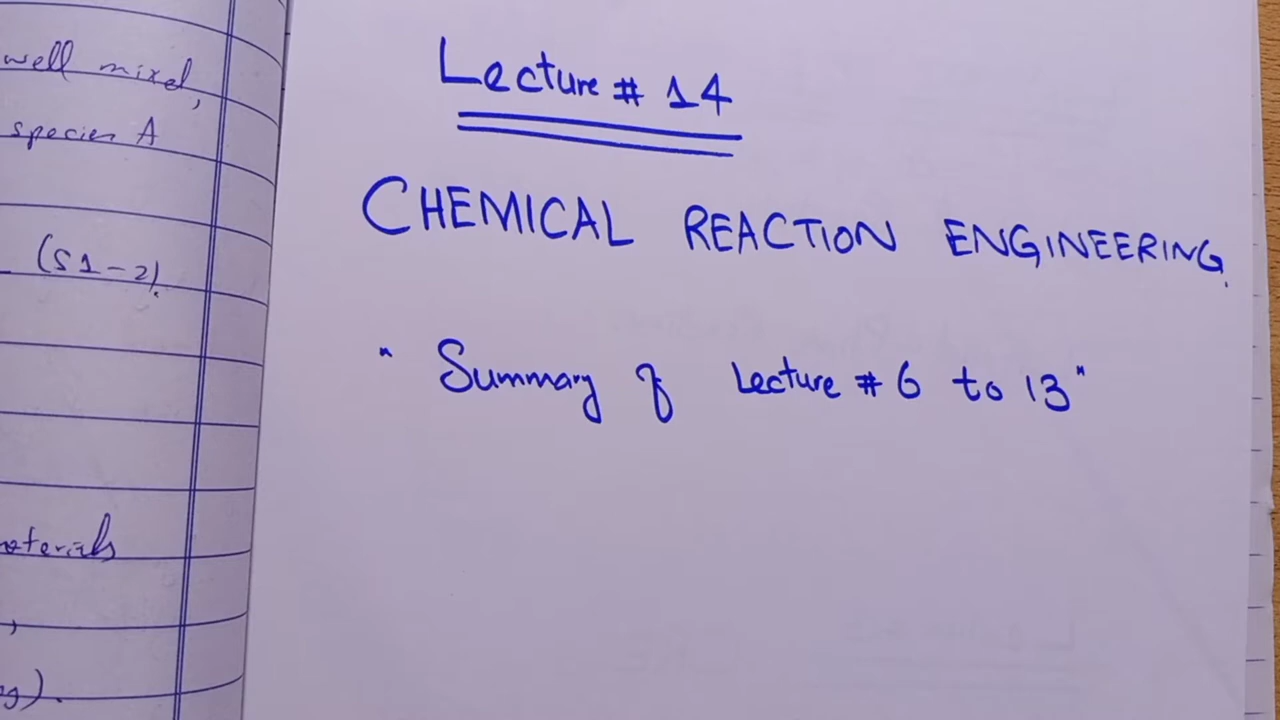 well mixed,
species A
(S1-2).
Lecture # 14
CHEMICAL REACTION ENGINEERING.
" Summary of Lecture # 6 to 13"